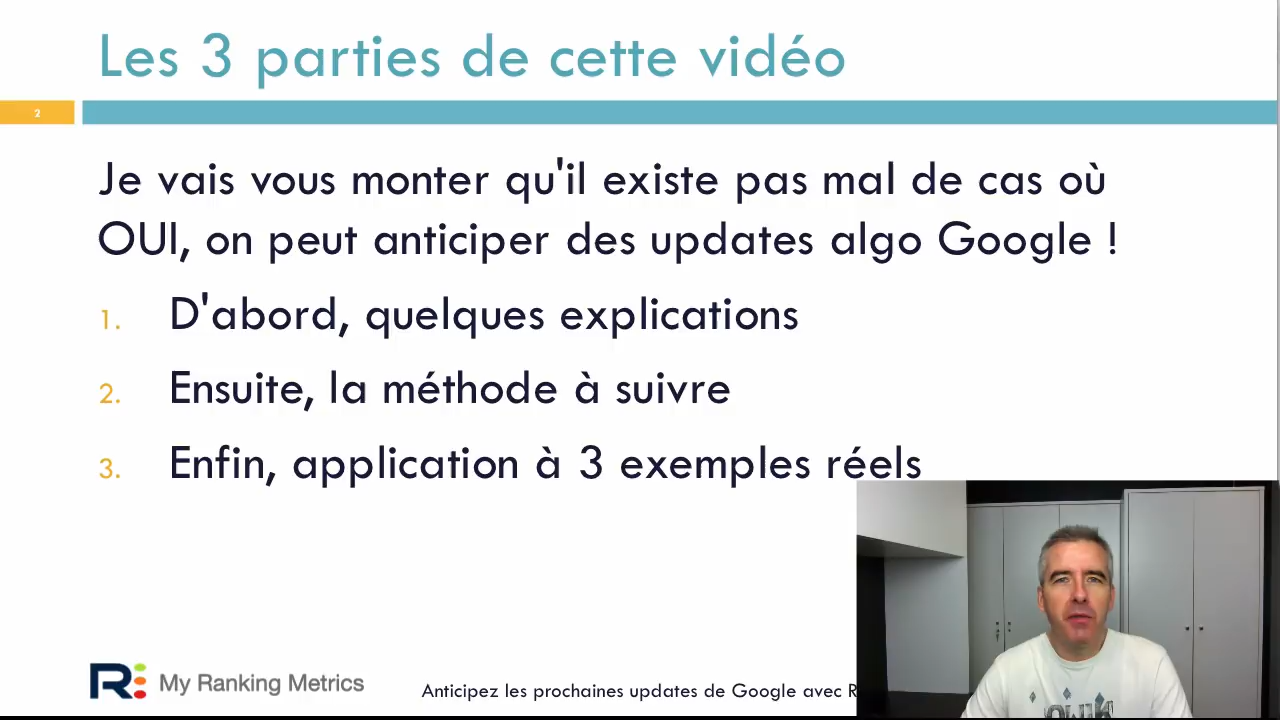 Les 3 parties de cette vidéo
2
Je vais vous monter qu'il existe pas mal de cas où
OUI, on peut anticiper des updates algo Google !
1. D'abord, quelques explications
2. Ensuite, la méthode à suivre
3. Enfin, application à 3 exemples réels
R: My Ranking Metrics
Anticipez les prochaines updates de Google avec R